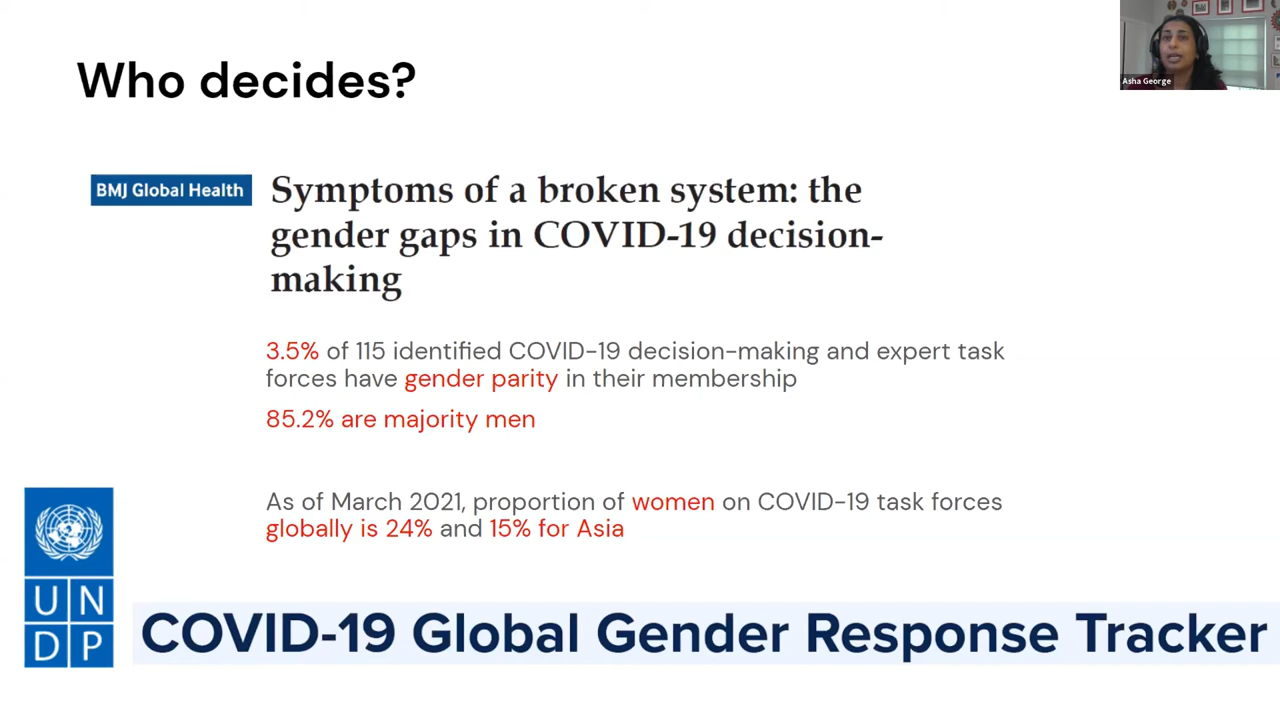 Who decides?
Asha George
BMJ Global Health
Symptoms of a broken system: the
gender gaps in COVID-19 decision-
making
3.5% of 115 identified COVID-19 decision-making and expert task
forces have gender parity in their membership
85.2% are majority men
As of March 2021, proportion of women on COVID-19 task forces
globally is 24% and 15% for Asia
U N
D P
COVID-19 Global Gender Response Tracker